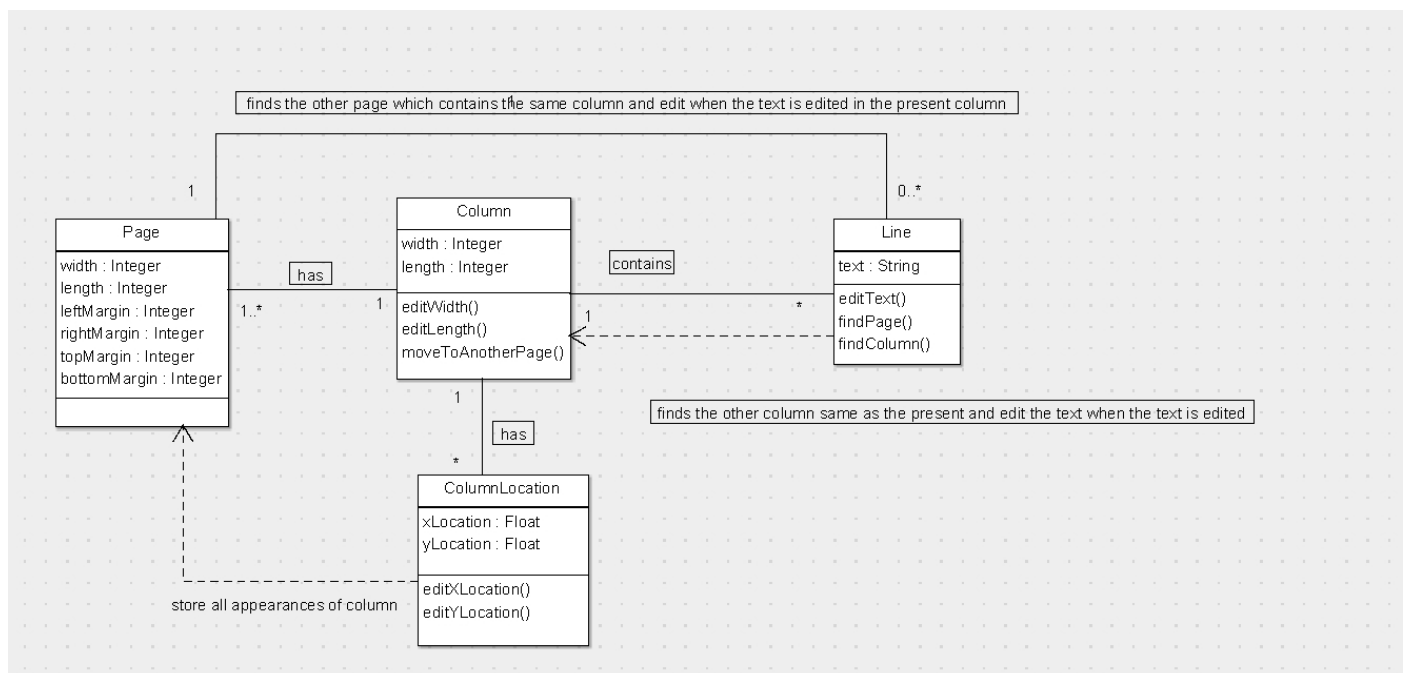 1
finds the other page which contains the same column and edit when the text is edited in the present column
1
0..*
Page
width : Integer
length : Integer
leftMargin : Integer
rightMargin : Integer
topMargin : Integer
bottomMargin : Integer
has
1..*
1
Column
width : Integer
length : Integer
editWidth()
editLength()
moveToAnotherPage()
contains
*
1
Line
text : String
editText()
findPage()
findColumn()
finds the other column same as the present and edit the text when the text is edited
1
has
*
ColumnLocation
xLocation : Float
yLocation : Float
editXLocation()
editYLocation()
store all appearances of column